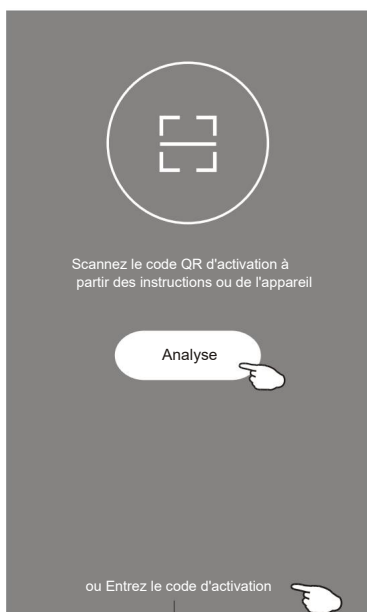 Scannez le code QR d'activation à
partir des instructions ou de l'appareil
Analyse
ou Entrez le code d'activation